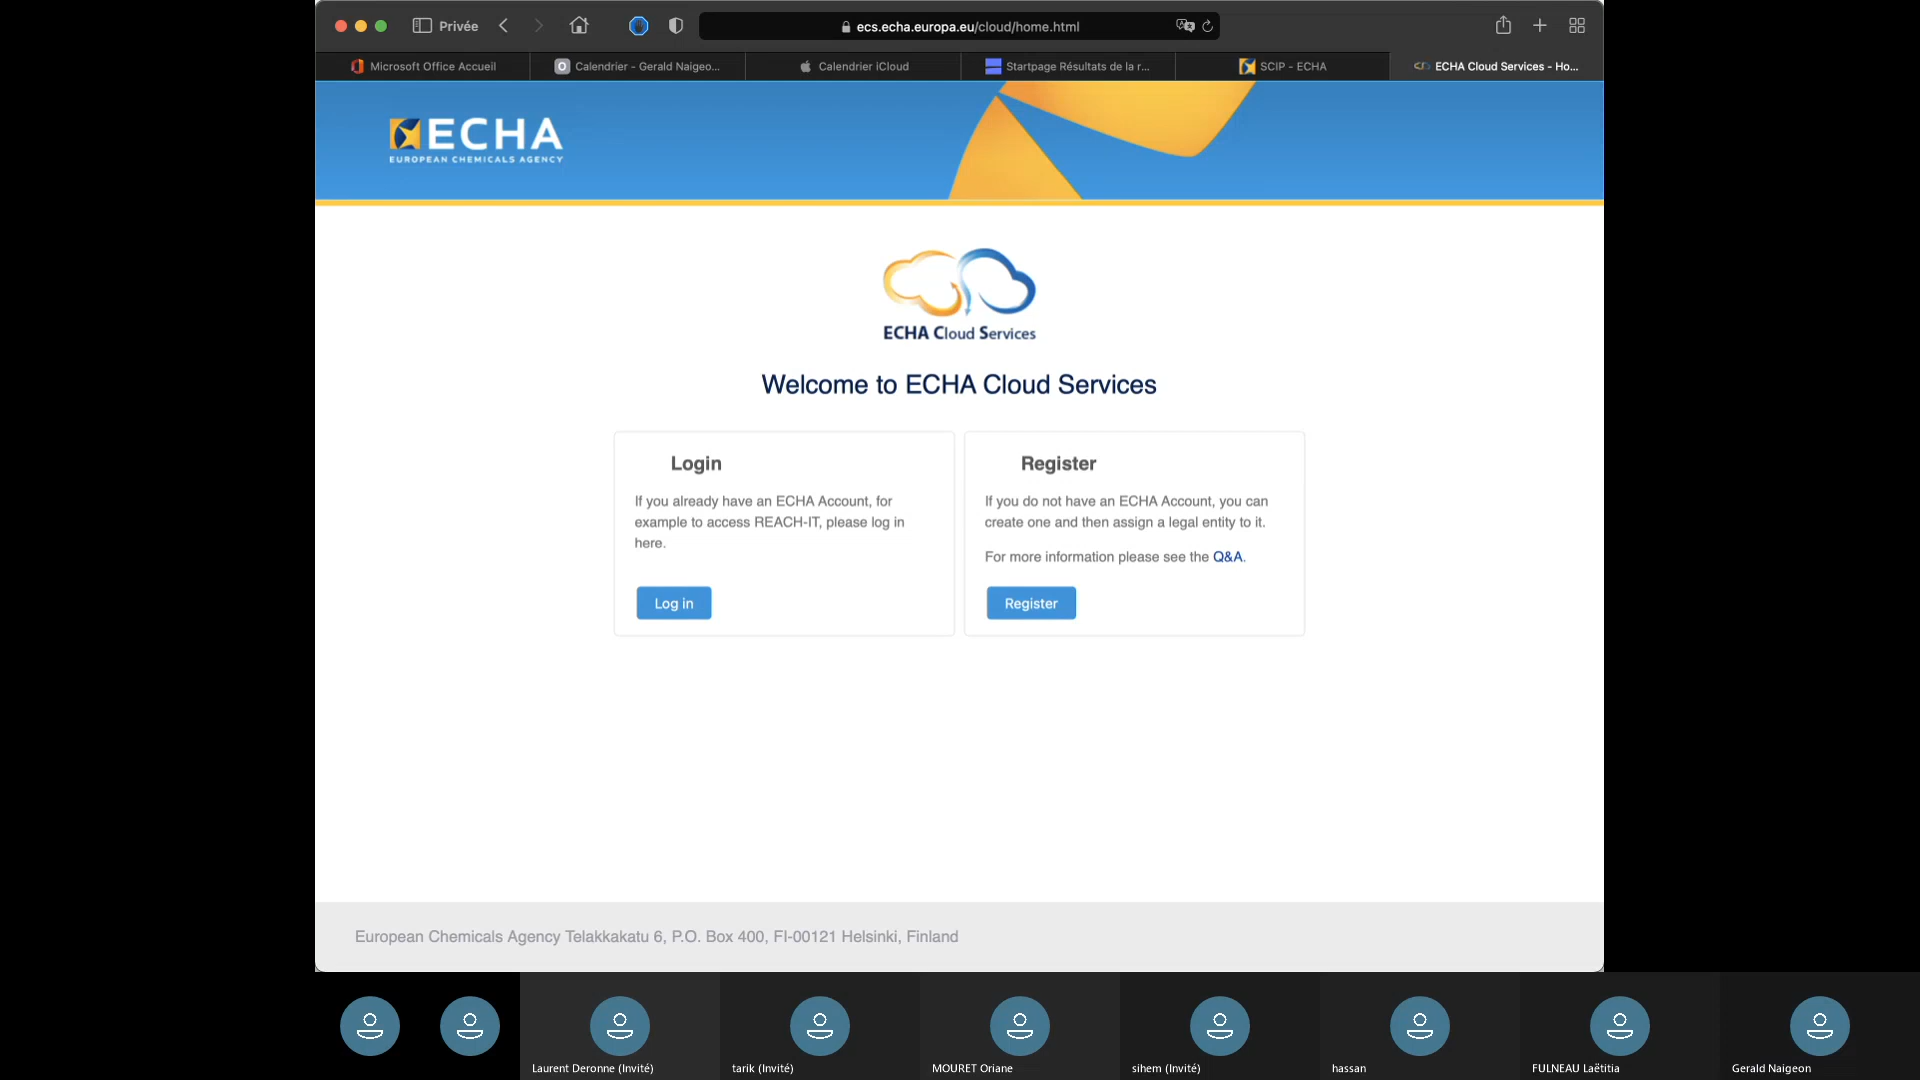 Privée
ecs.echa.europa.eu/cloud/home.html
Microsoft Office Accueil
Calendrier - Gerald Naigeo...
Calendrier iCloud
Startpage Résultats de la r...
SCIP - ECHA
ECHA Cloud Services - Ho...
ECHA
EUROPEAN CHEMICALS AGENCY
ECHA Cloud Services
Welcome to ECHA Cloud Services
Login
If you already have an ECHA Account, for
example to access REACH-IT, please log in
here.
Log in
Register
If you do not have an ECHA Account, you can
create one and then assign a legal entity to it.
For more information please see the Q&A.
Register
European Chemicals Agency Telakkakatu 6, P.O. Box 400, FI-00121 Helsinki, Finland
Laurent Deronne (Invité)
tarik (Invité)
MOURET Oriane
sihem (Invité)
hassan
FULNEAU Laëtitia
Gerald Naigeon